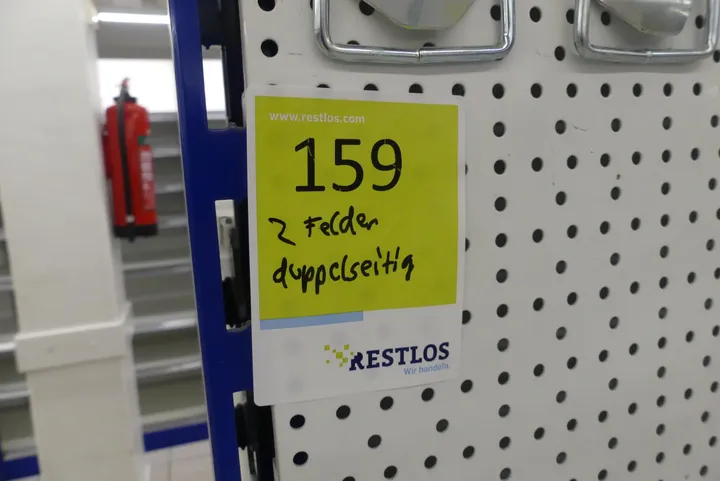 www.restlos.com
159
2 Felder
doppelseitig
RESTLOS
Wir handeln